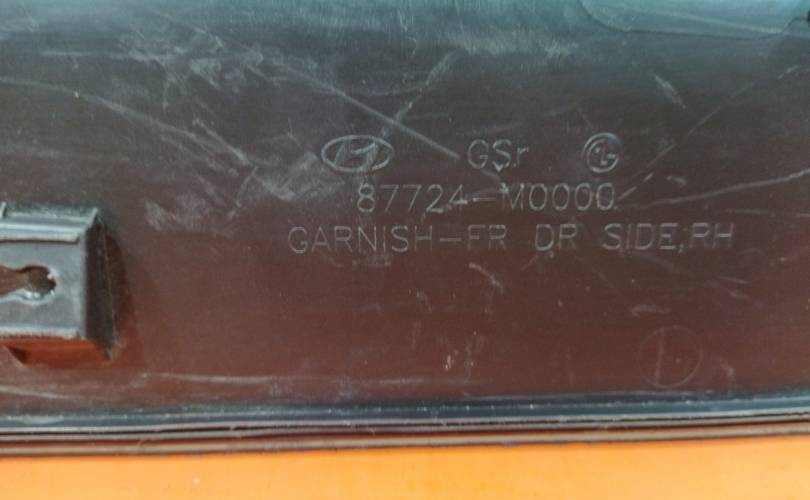 GSr
87724-M0000
GARNISH-FR DR SIDE,RH